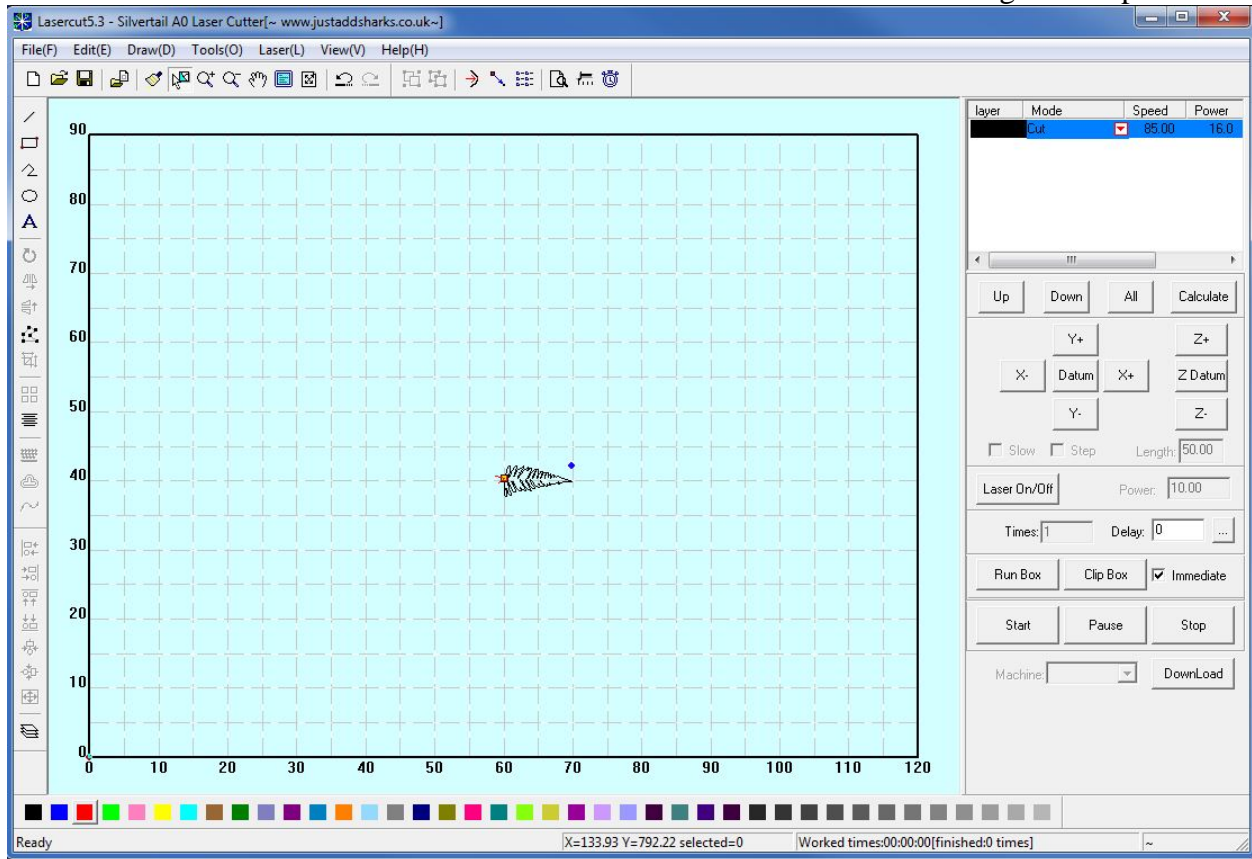 Lasercut5.3 - Silvertail A0 Laser Cutter[~ www.justaddsharks.co.uk~]
File(F) Edit(E) Draw(D) Tools(O) Laser(L) View(V) Help(H)
layer Mode Speed Power
Cut 85.00 16.0
90
80
70
60
50
40
30
20
10
0
0 10 20 30 40 50 60 70 80 90 100 110 120
A
Up Down All Calculate
Y+ Z+
X- Datum X+ Z Datum
Y- Z-
Slow Step Length: 50.00
Laser On/Off Power: 10.00
Times: 1 Delay: 0 ...
Run Box Clip Box Immediate
Start Pause Stop
Machine: DownLoad
Ready X=133.93 Y=792.22 selected=0 Worked times:00:00:00[finished:0 times] ~